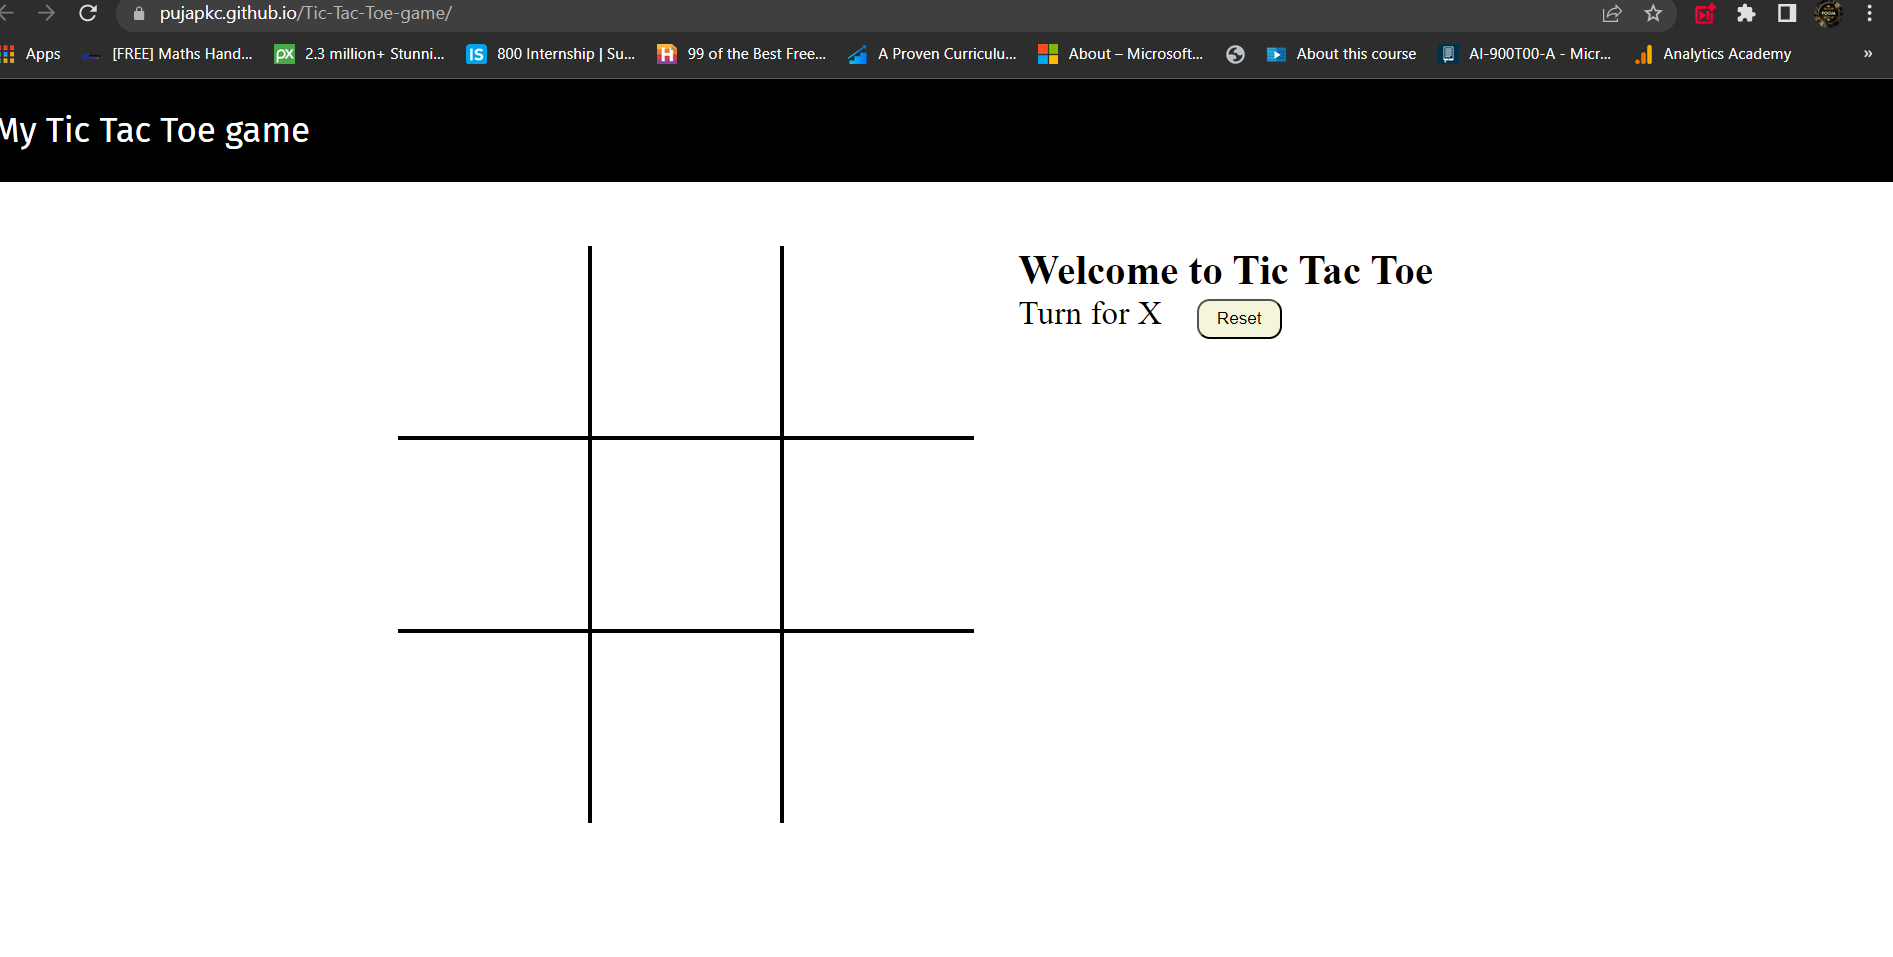 pujapkc.github.io/Tic-Tac-Toe-game/
Apps [FREE] Maths Hand... px 2.3 million+ Stunni... IS 800 Internship | Su... H 99 of the Best Free... A Proven Curriculu... About – Microsoft... About this course AI-900T00-A - Micr... Analytics Academy »
My Tic Tac Toe game
Welcome to Tic Tac Toe
Turn for X Reset